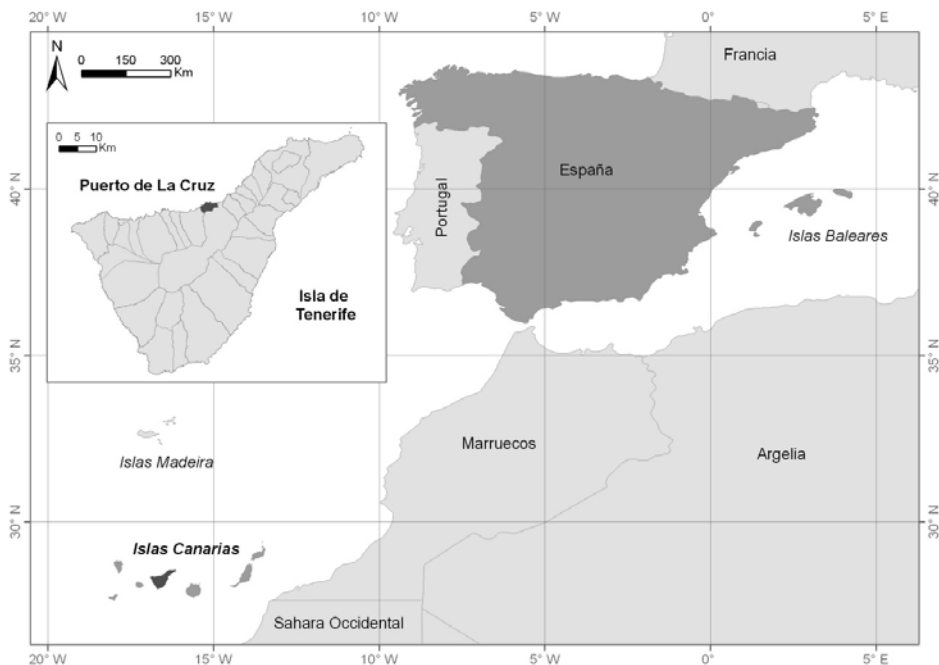 20° W
15° W
10° W
5° W
0°
5° E
N
0 150 300
Km
Francia
0 5 10
Km
Puerto de La Cruz
Isla de
Tenerife
40° N
España
Portugal
Islas Baleares
40° N
35° N
35° N
Islas Madeira
Marruecos
Argelia
30° N
30° N
Islas Canarias
Sahara Occidental
20° W
15° W
10° W
5° W
0°
5° E